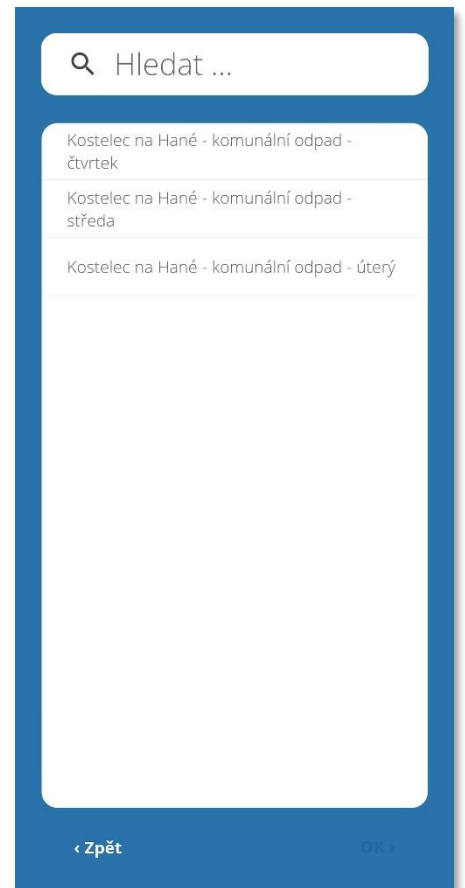 Hledat ...
Kostelec na Hané - komunální odpad -
čtvrtek
Kostelec na Hané - komunální odpad -
středa
Kostelec na Hané - komunální odpad - úterý
‹ Zpět
OK ›